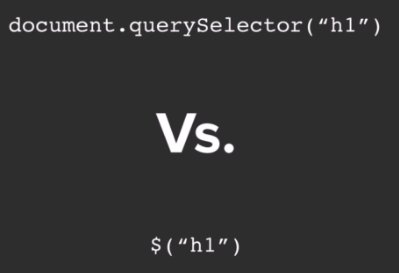 document.querySelector(“h1”)
Vs.
$(“h1”)